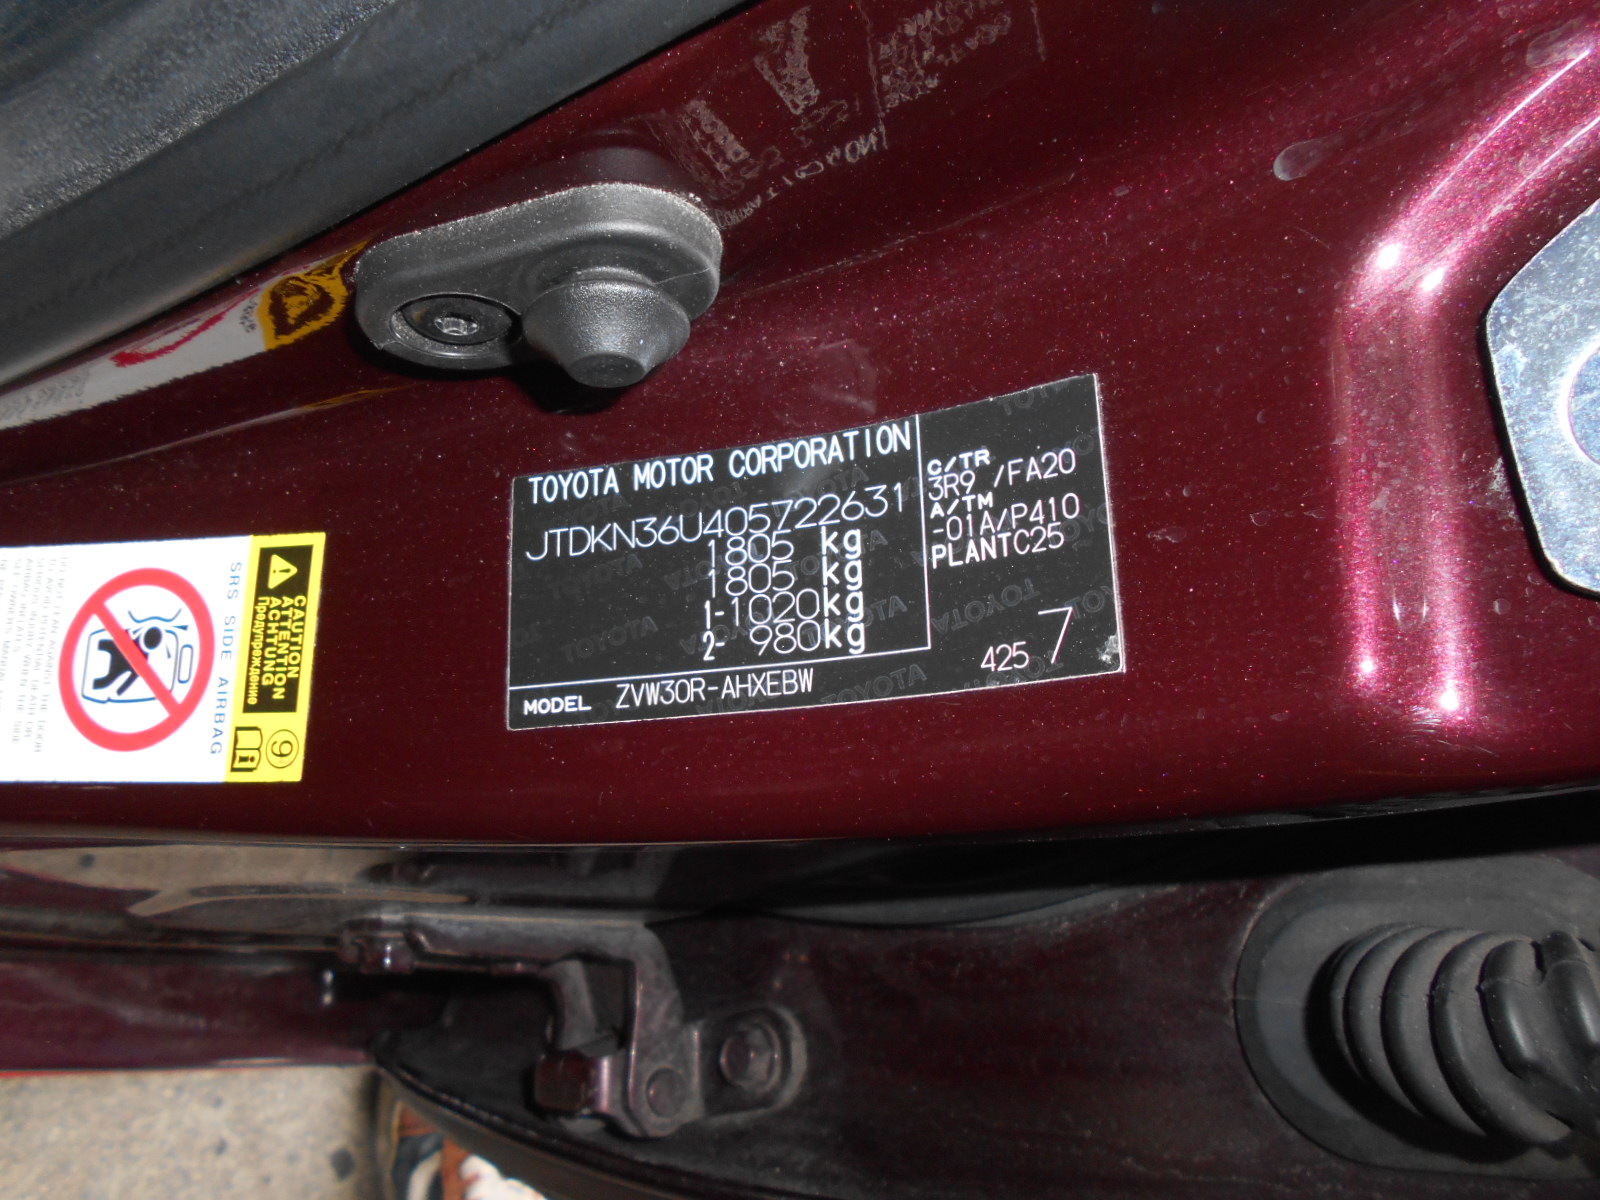 TOYOTA MOTOR CORPORATION
JTDKN36U405722631
1805 kg
1805 kg
1-1020kg
2- 980kg
MODEL ZVW30R-AHXEBW
C/TR
3R9 /FA20
A/TM
-01A/P410
PLANTC25
425 7
CAUTION
ATTENTION
ACHTUNG
Предупреждение
9
i
SRS SIDE AIRBAG